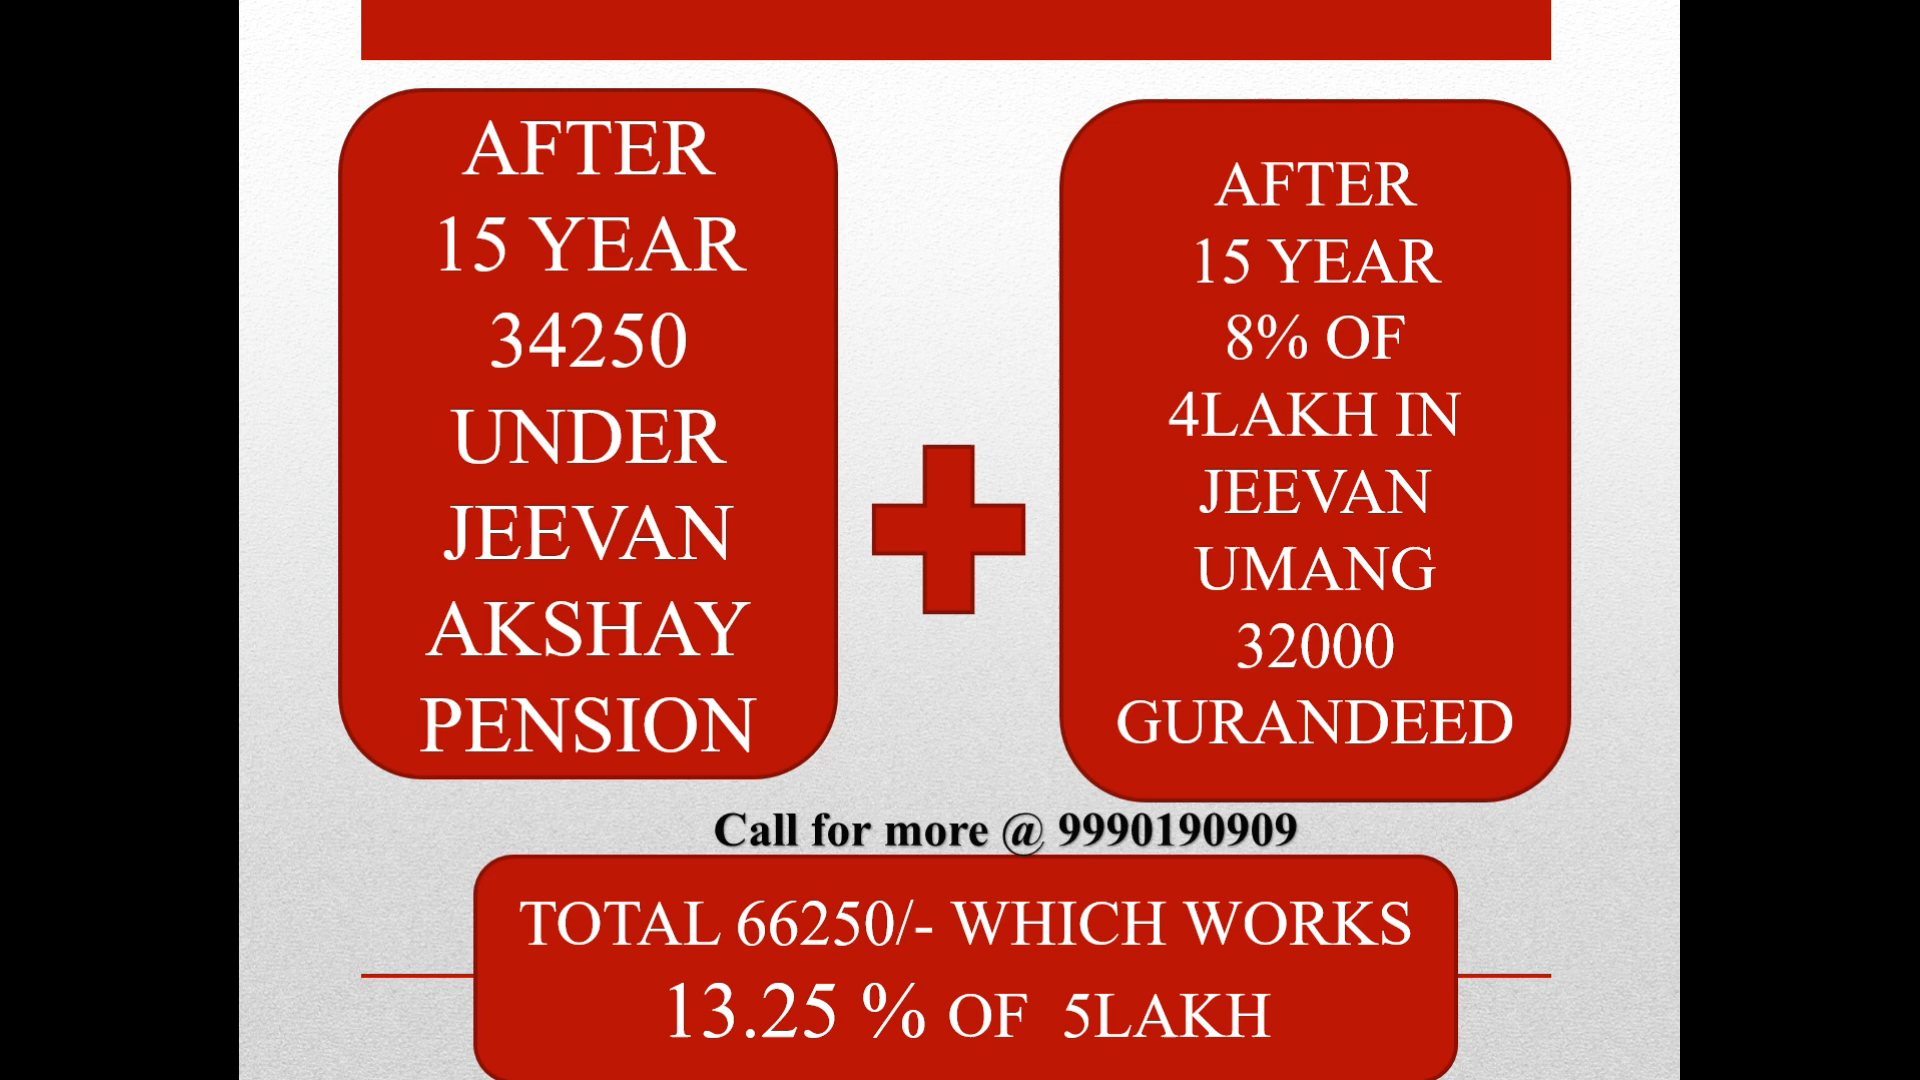 AFTER
15 YEAR
34250
UNDER
JEEVAN
AKSHAY
PENSION
AFTER
15 YEAR
8% OF
4LAKH IN
JEEVAN
UMANG
32000
GURANDEED
Call for more @ 9990190909
TOTAL 66250/- WHICH WORKS
13.25 % OF 5LAKH